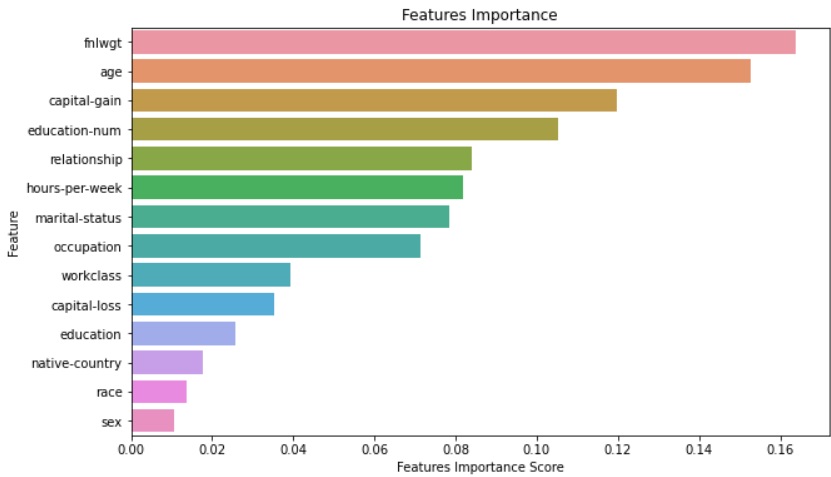 Features Importance
fnlwgt
age
capital-gain
education-num
relationship
hours-per-week
marital-status
occupation
workclass
capital-loss
education
native-country
race
sex
Feature
0.00 0.02 0.04 0.06 0.08 0.10 0.12 0.14 0.16
Features Importance Score